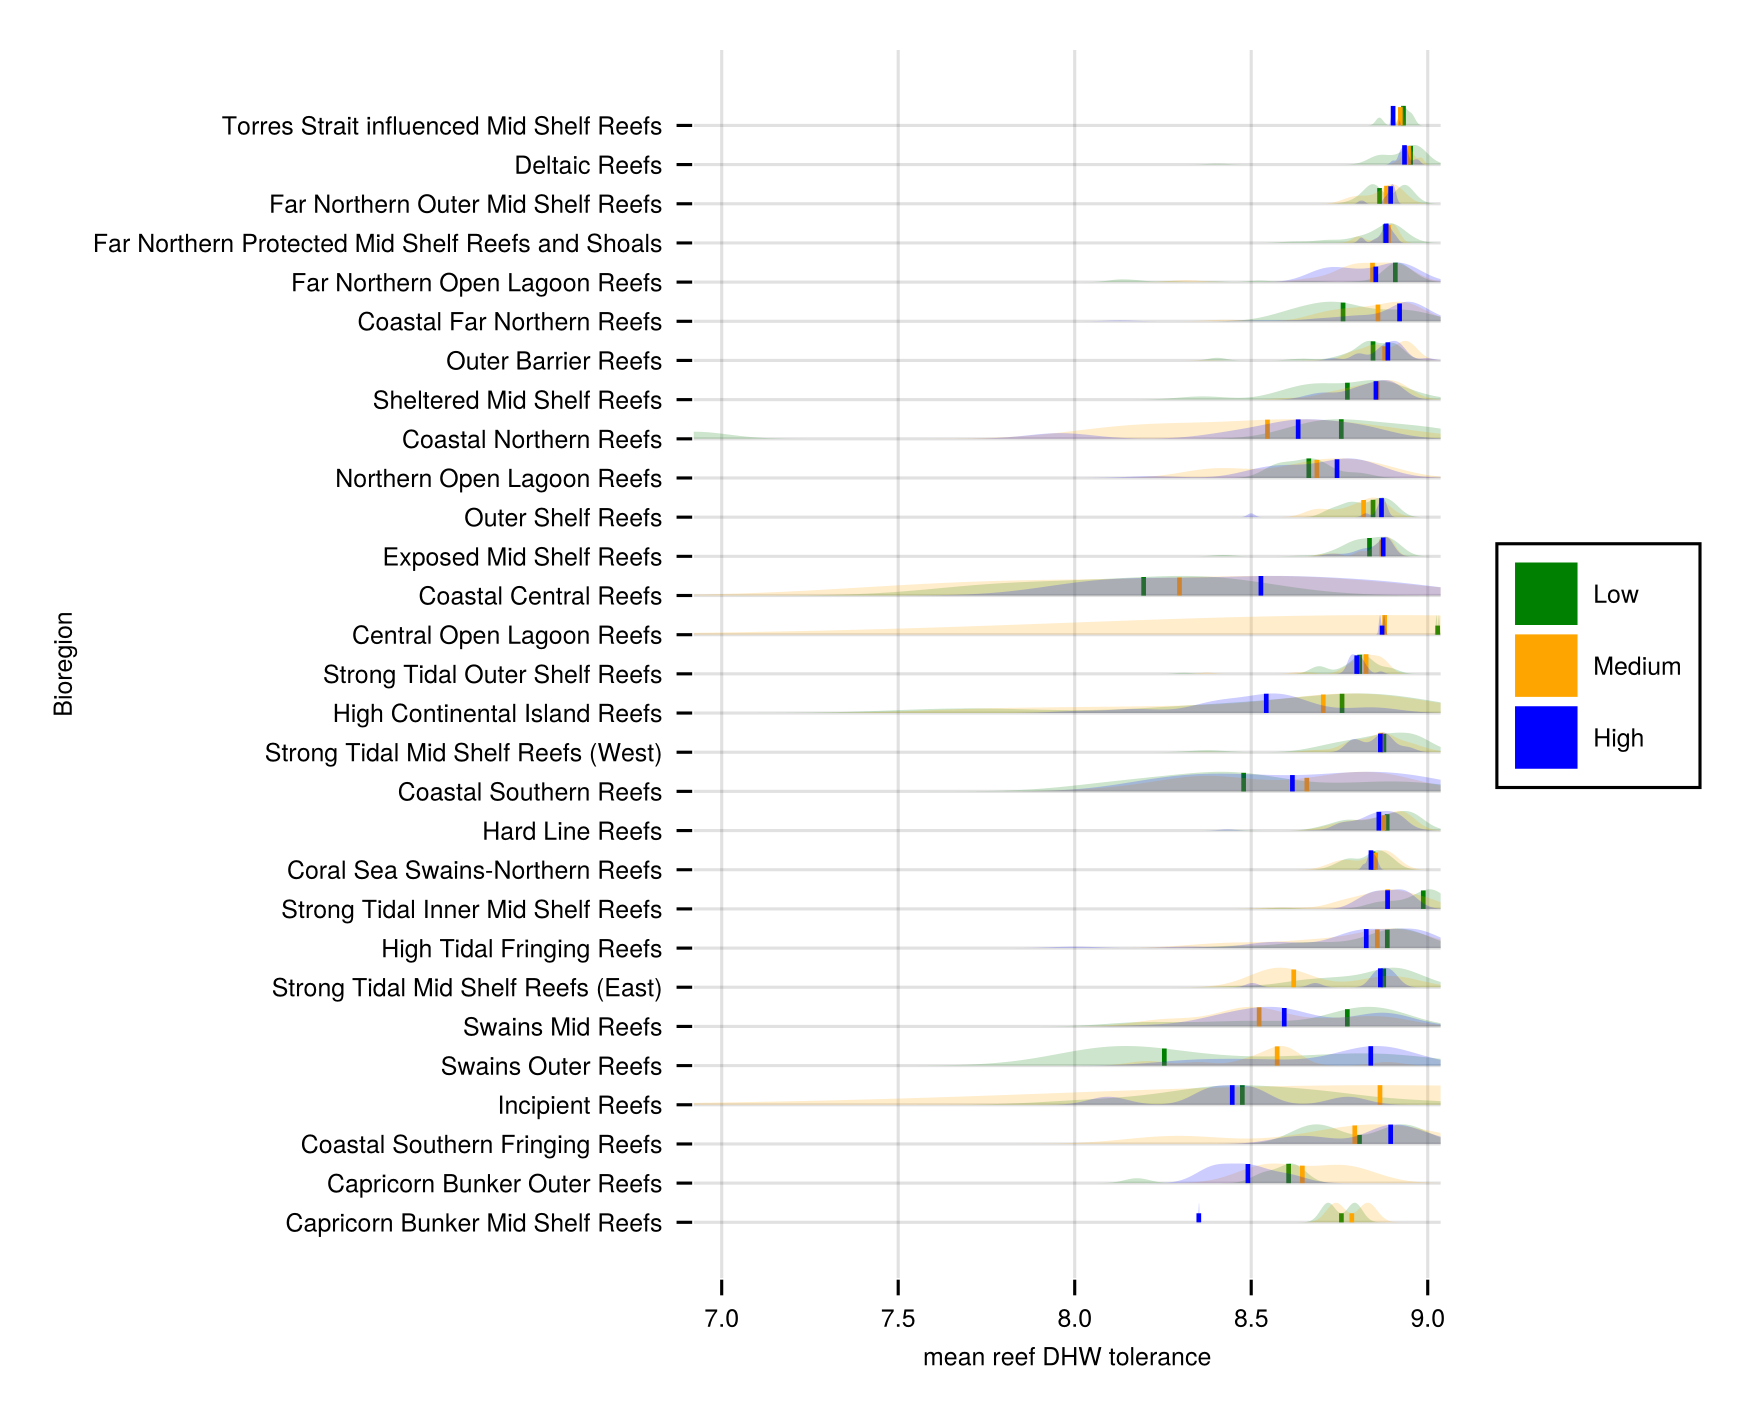 Torres Strait influenced Mid Shelf Reefs
Deltaic Reefs
Far Northern Outer Mid Shelf Reefs
Far Northern Protected Mid Shelf Reefs and Shoals
Far Northern Open Lagoon Reefs
Coastal Far Northern Reefs
Outer Barrier Reefs
Sheltered Mid Shelf Reefs
Coastal Northern Reefs
Northern Open Lagoon Reefs
Outer Shelf Reefs
Exposed Mid Shelf Reefs
Coastal Central Reefs
Central Open Lagoon Reefs
Strong Tidal Outer Shelf Reefs
High Continental Island Reefs
Strong Tidal Mid Shelf Reefs (West)
Coastal Southern Reefs
Hard Line Reefs
Coral Sea Swains-Northern Reefs
Strong Tidal Inner Mid Shelf Reefs
High Tidal Fringing Reefs
Strong Tidal Mid Shelf Reefs (East)
Swains Mid Reefs
Swains Outer Reefs
Incipient Reefs
Coastal Southern Fringing Reefs
Capricorn Bunker Outer Reefs
Capricorn Bunker Mid Shelf Reefs
Bioregion
7.0 7.5 8.0 8.5 9.0
mean reef DHW tolerance
Low
Medium
High